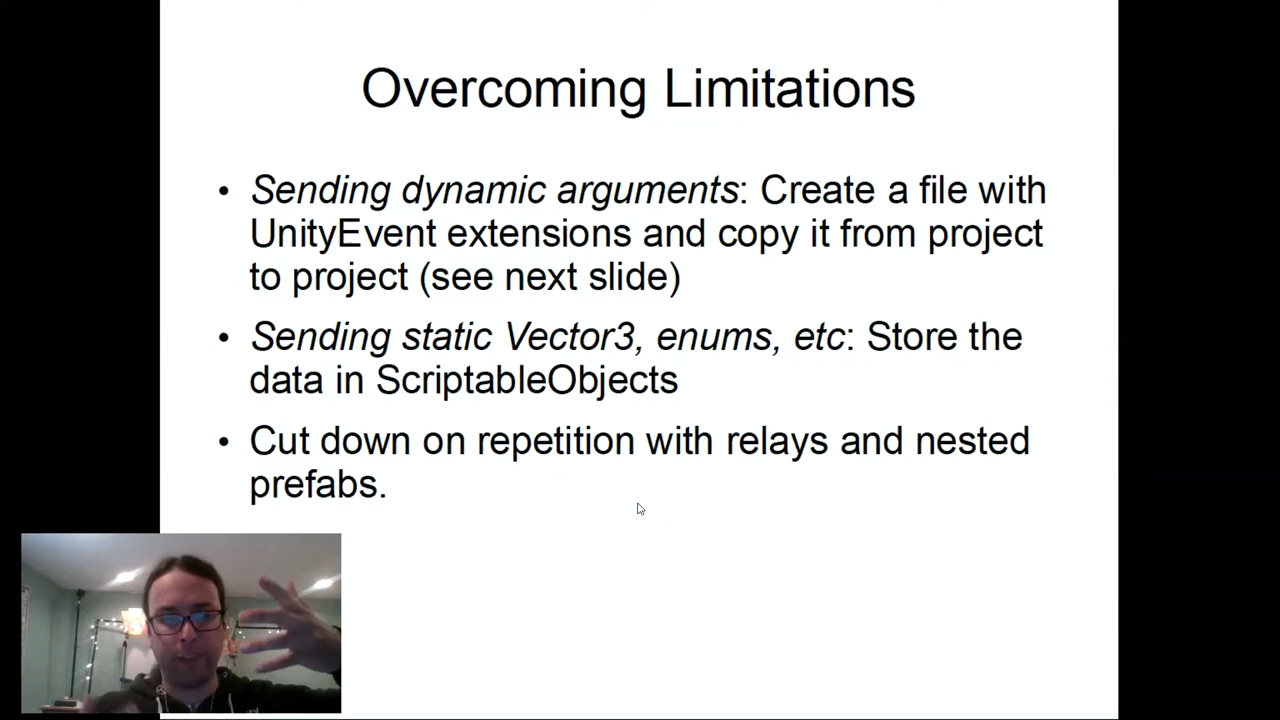 Overcoming Limitations
• Sending dynamic arguments: Create a file with
UnityEvent extensions and copy it from project
to project (see next slide)
• Sending static Vector3, enums, etc: Store the
data in ScriptableObjects
• Cut down on repetition with relays and nested
prefabs.